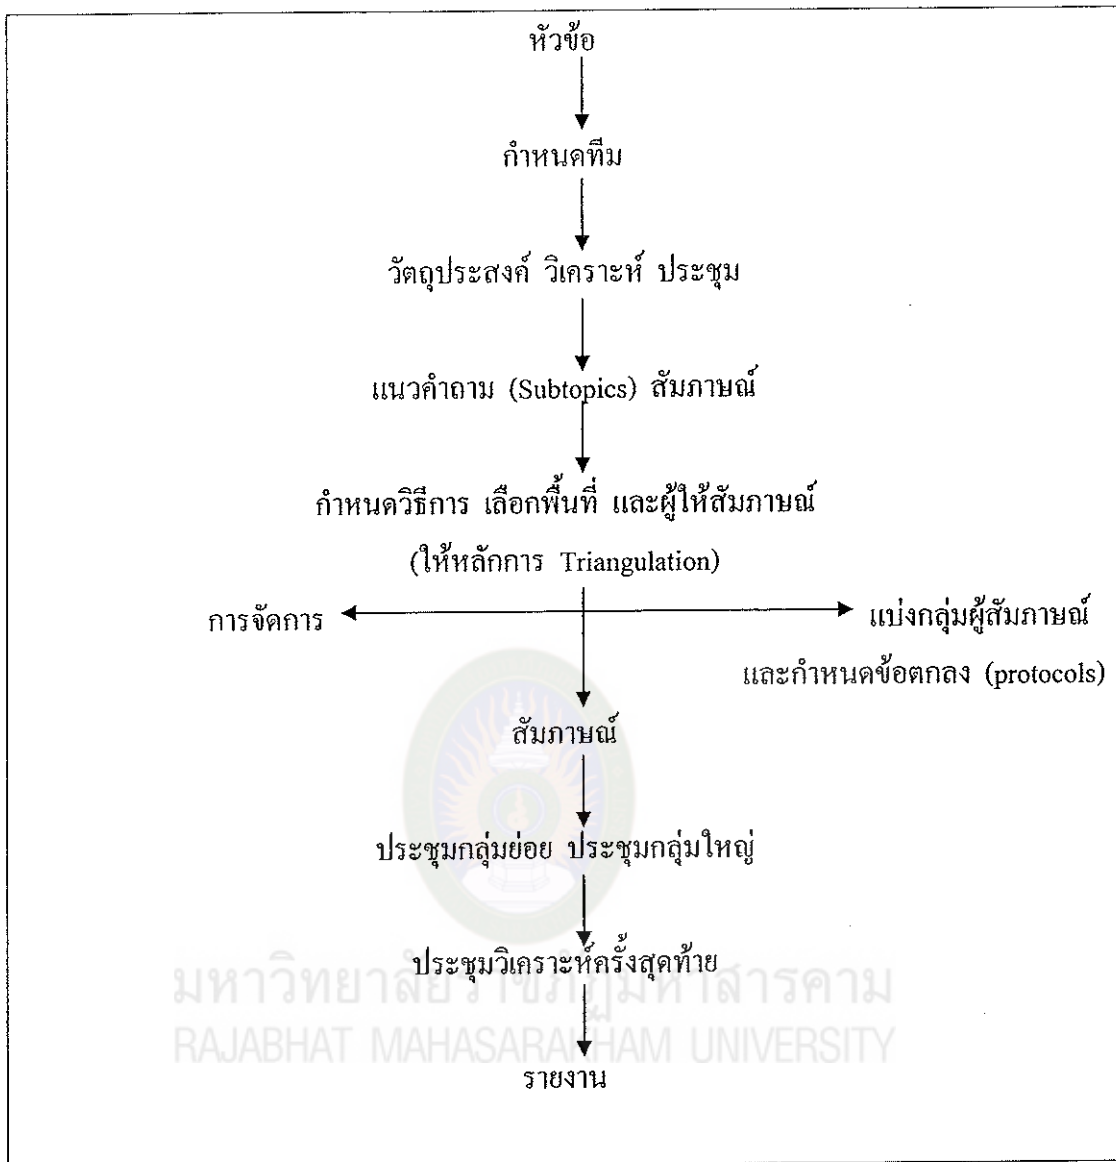 หัวข้อ
กำหนดทีม
วัตถุประสงค์ วิเคราะห์ ประชุม
แนวคำถาม (Subtopics) สัมภาษณ์
กำหนดวิธีการ เลือกพื้นที่ และผู้ให้สัมภาษณ์
(ให้หลักการ Triangulation)
การจัดการ
แบ่งกลุ่มผู้สัมภาษณ์
และกำหนดข้อตกลง (protocols)
สัมภาษณ์
ประชุมกลุ่มย่อย ประชุมกลุ่มใหญ่
ประชุมวิเคราะห์ครั้งสุดท้าย
มหาวิทยาลัยราชภัฏมหาสารคาม
RAJABHAT MAHASARAKHAM UNIVERSITY
รายงาน